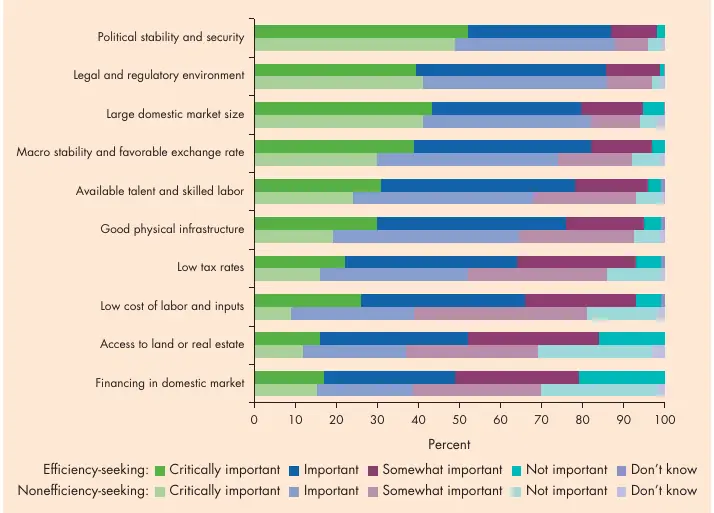 Political stability and security
Legal and regulatory environment
Large domestic market size
Macro stability and favorable exchange rate
Available talent and skilled labor
Good physical infrastructure
Low tax rates
Low cost of labor and inputs
Access to land or real estate
Financing in domestic market
0 10 20 30 40 50 60 70 80 90 100
Percent
Efficiency-seeking: Critically important Important Somewhat important Not important Don't know
Nonefficiency-seeking: Critically important Important Somewhat important Not important Don't know